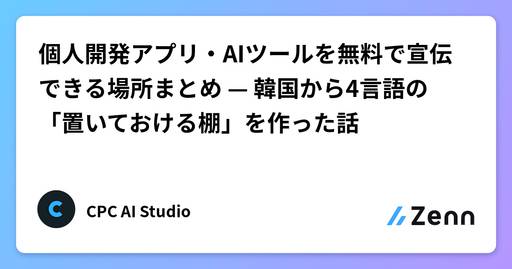 個人開発アプリ・AIツールを無料で宣伝
できる場所まとめ — 韓国から4言語の
「置いておける棚」を作った話
C
CPC AI Studio
Zenn